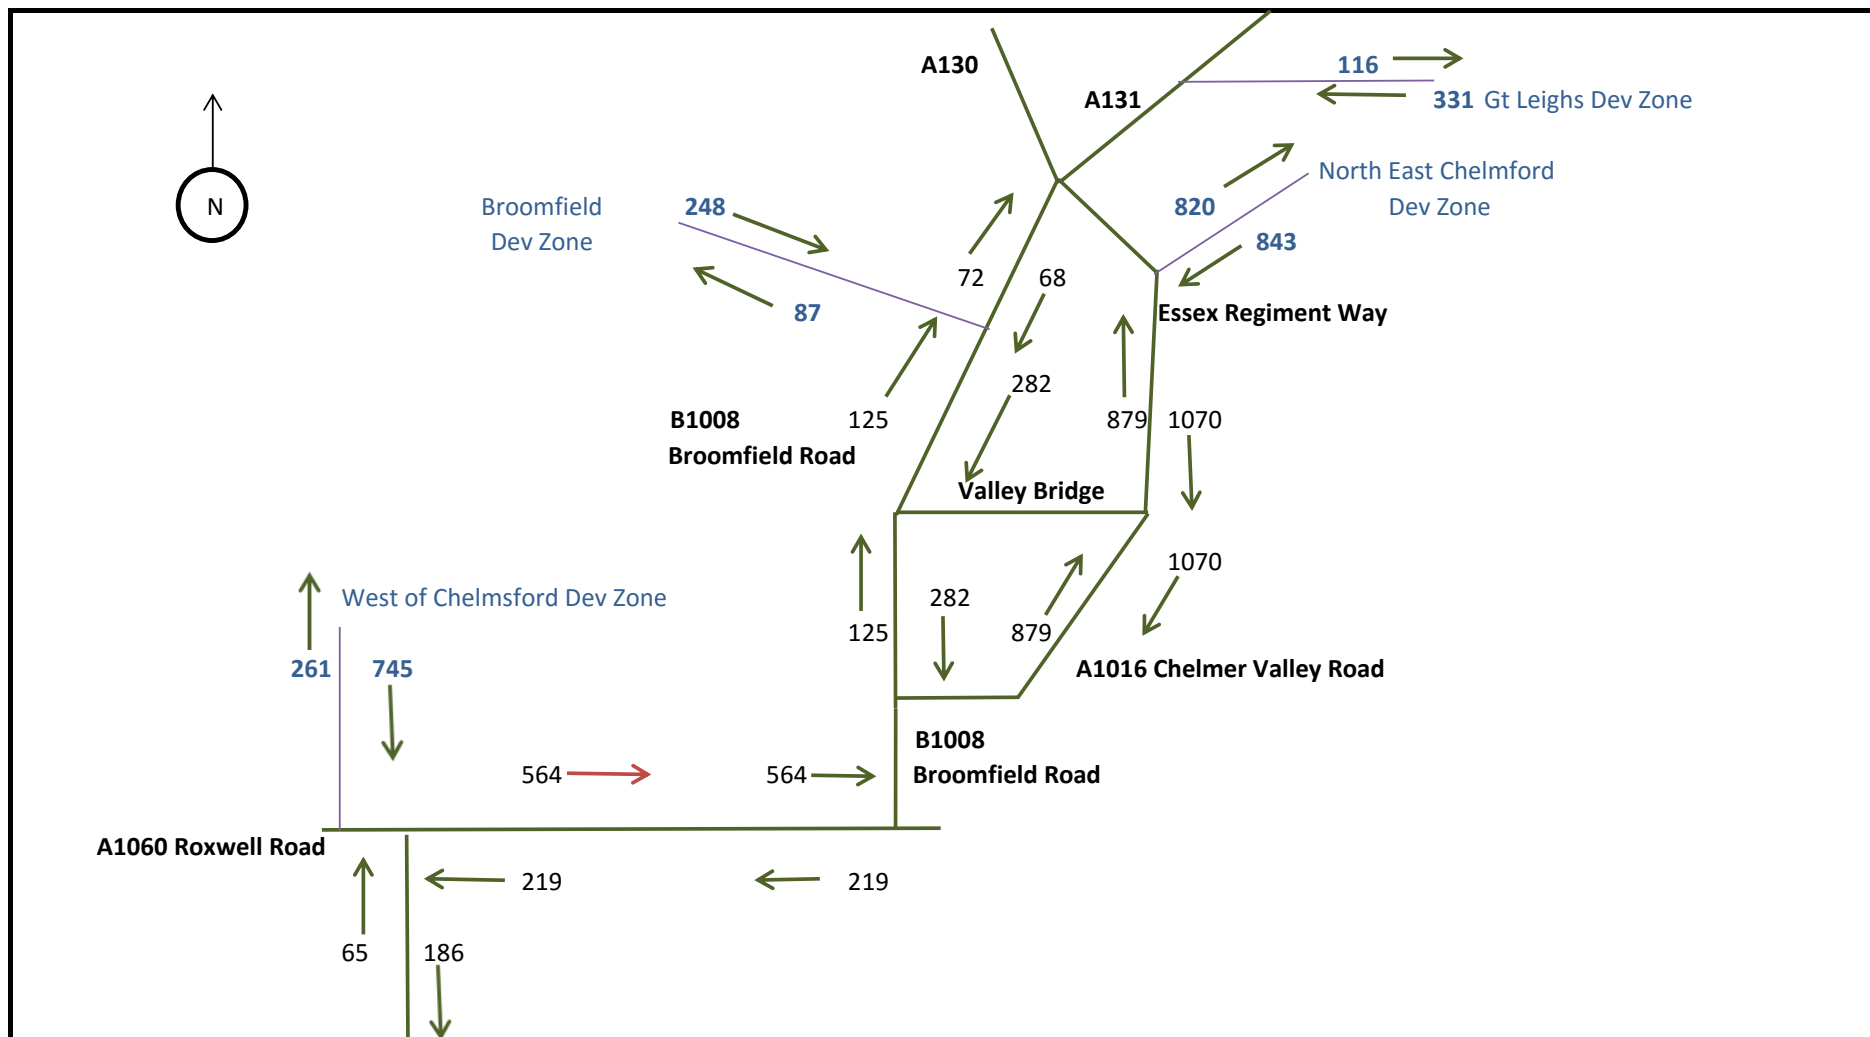 A130
116
A131
331 Gt Leighs Dev Zone
North East Chelmford
Dev Zone
N
Broomfield
Dev Zone
248
820
843
87
72
68
Essex Regiment Way
282
B1008
Broomfield Road
125
879
1070
Valley Bridge
1070
West of Chelmsford Dev Zone
282
125
879
261
745
A1016 Chelmer Valley Road
B1008
Broomfield Road
564
564
A1060 Roxwell Road
219
219
65
186